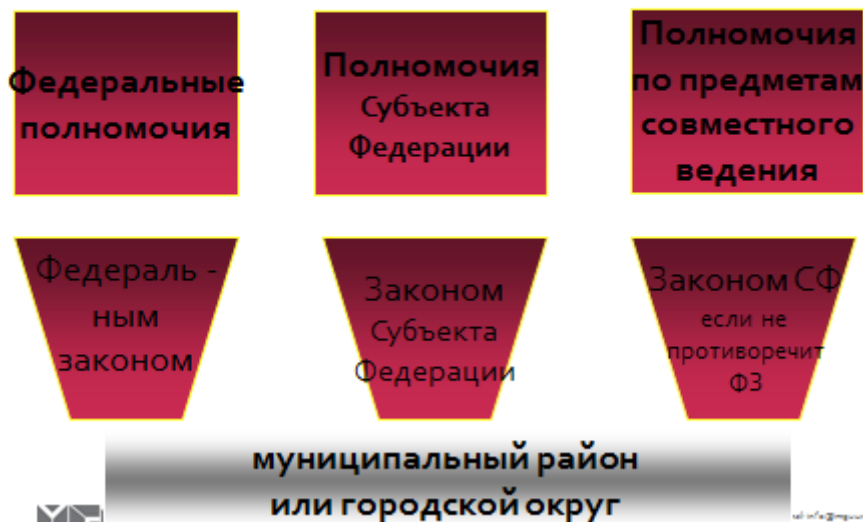 Федеральные
полномочия
Полномочия
Субъекта
Федерации
Полномочия
по предметам
совместного
ведения
Федераль -
ным
законом
Законом
Субъекта
Федерации
Законом СФ
если не
противоречит
ФЗ
муниципальный район
или городской округ